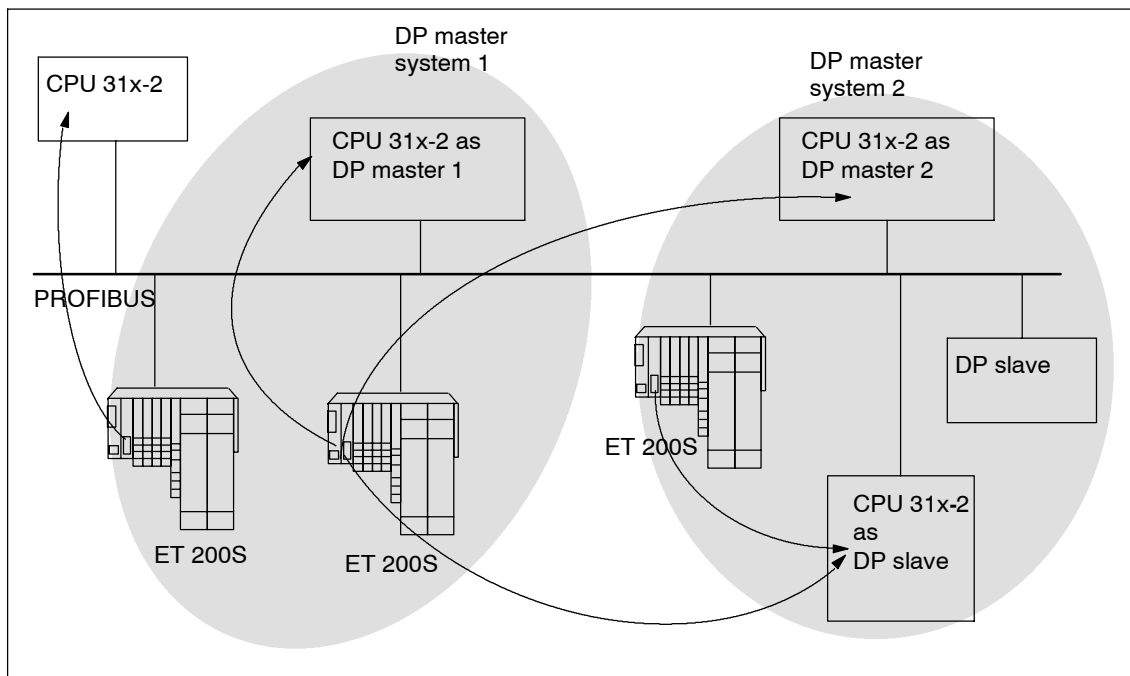 DP master
system 1
DP master
system 2
CPU 31x-2
CPU 31x-2 as
DP master 1
CPU 31x-2 as
DP master 2
PROFIBUS
DP slave
ET 200S
CPU 31x-2
as
DP slave
ET 200S
ET 200S